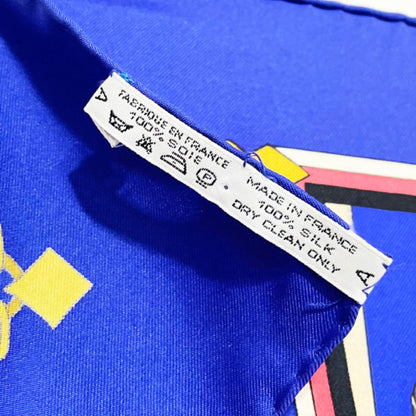 A
FABRIQUE EN FRANCE
100% SOIE
P
MADE IN FRANCE
100% SILK
DRY CLEAN ONLY
A